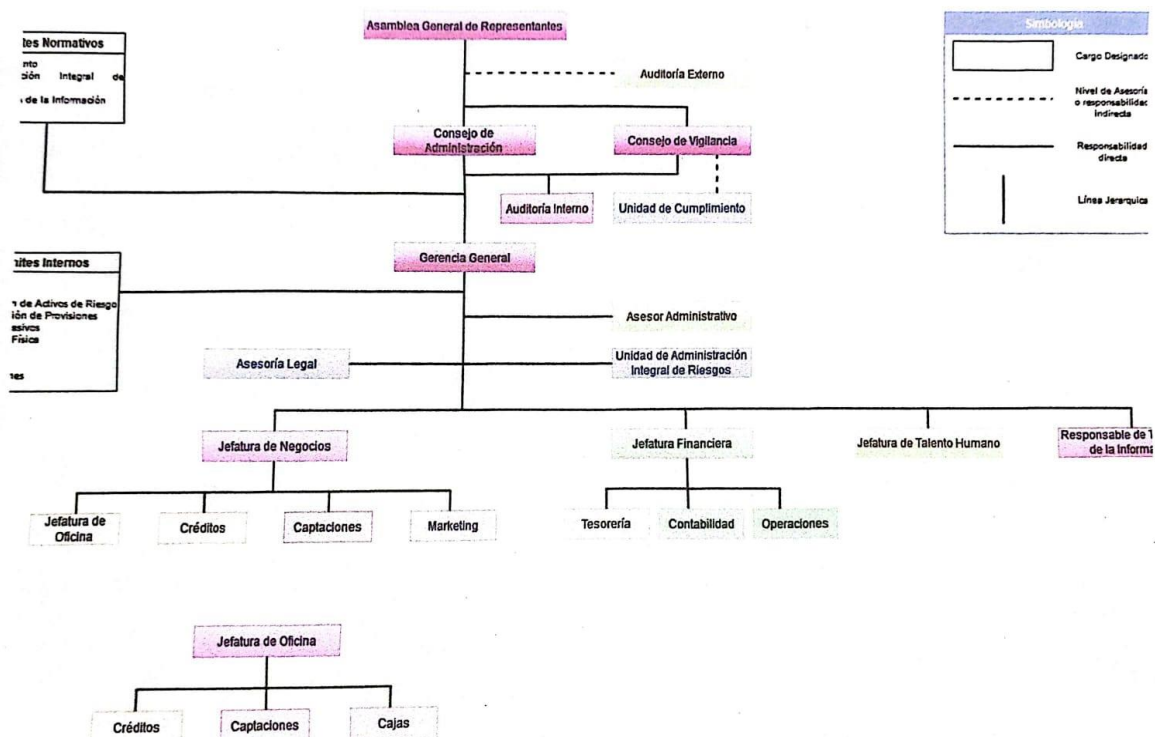 Asamblea General de Representantes
Simbología
Cargo Designado
Nivel de Asesoría
o responsabilidad
Indirecta
Responsabilidad
directa
Línea Jerarquica
tes Normativos
nto
ción Integral de
n de la Información
Auditoría Externo
Consejo de
Administración
Consejo de Vigilancia
Auditoría Interno
Unidad de Cumplimiento
Gerencia General
nites Internos
n de Activos de Riesgo
ión de Provisiones
asivos
Física
nes
Asesor Administrativo
Asesoría Legal
Unidad de Administración
Integral de Riesgos
Jefatura de Negocios
Jefatura Financiera
Jefatura de Talento Humano
Responsable de T
de la Informa
Jefatura de
Oficina
Créditos
Captaciones
Marketing
Tesorería
Contabilidad
Operaciones
Jefatura de Oficina
Créditos
Captaciones
Cajas